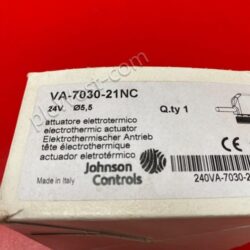 VA-7030-21NC
24V. Ø5,5
Q.ty 1
attuatore elettrotermico
electrothermic actuator
Elektrothermischer Antrieb
tête électrothermique
actuador eletrotérmico
Made in Italy
Johnson
Controls
CE
240VA-7030-2